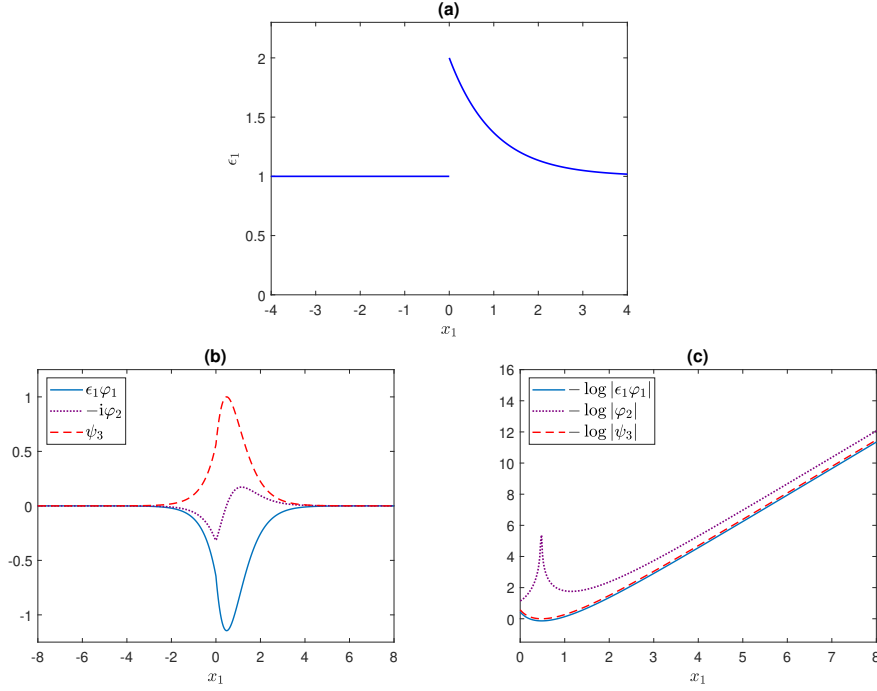 (a)
2
1.5
1
0.5
0
-4 -3 -2 -1 0 1 2 3 4
ϵ₁
x₁
(b)
1
0.5
0
-0.5
-1
-8 -6 -4 -2 0 2 4 6 8
x₁
ϵ₁φ₁
−iφ₂
ψ₃
(c)
16
14
12
10
8
6
4
2
0
0 1 2 3 4 5 6 7 8
x₁
− log |ϵ₁φ₁|
− log |φ₂|
− log |ψ₃|